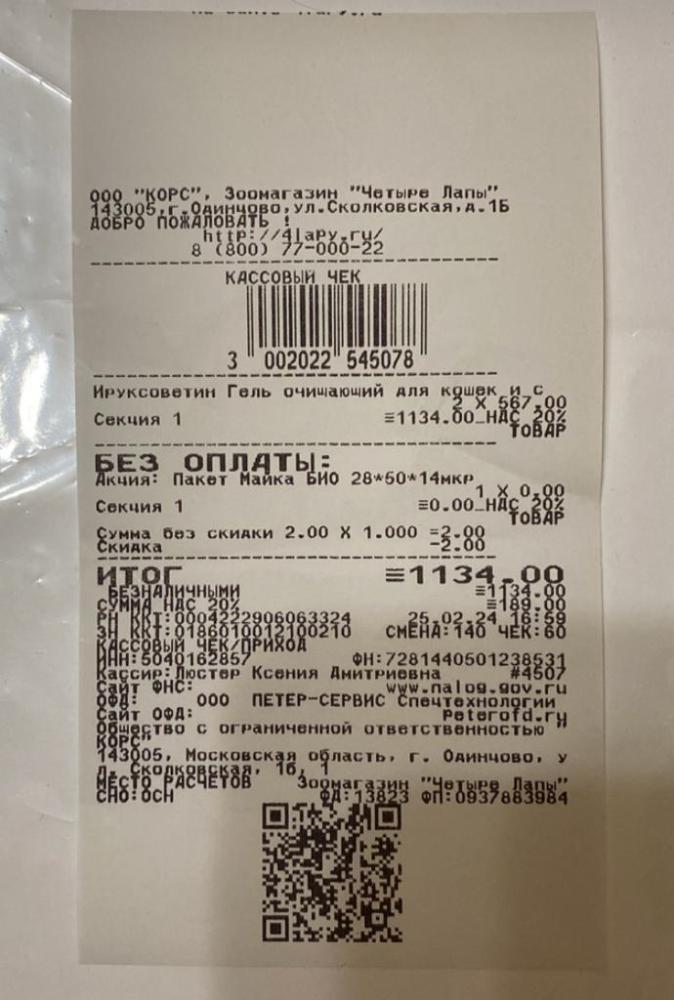 ООО "КОРС", Зоомагазин "Четыре Лапы"
143005,г.Одинцово,ул.Сколковская,д.1Б
ДОБРО ПОЖАЛОВАТЬ !
http://4lapy.ru/
8 (800) 77-000-22
КАССОВЫЙ ЧЕК
3 002022 545078
Ируксоветин Гель очищающий для кошек и с
2 X 567.00
Секция 1 ≡1134.00_НДС 20%
ТОВАР
БЕЗ ОПЛАТЫ:
Акция: Пакет Майка БИО 28*50*14мкр
1 X 0.00
Секция 1 ≡0.00_НДС 20%
ТОВАР
Сумма без скидки 2.00 X 1.000 =2.00
Скидка -2.00
ИТОГ ≡1134.00
БЕЗНАЛИЧНЫМИ ≡1134.00
СУММА НДС 20% ≡189.00
РН ККТ:0004222906063324 25.02.24 16:59
ЗН ККТ:0186010012100210 СМЕНА:140 ЧЕК:60
КАССОВЫЙ ЧЕК/ПРИХОД
ИНН:5040162857 ФН:7281440501238531
Кассир:Люстер Ксения Дмитриевна #4507
Сайт ФНС: www.nalog.gov.ru
ОФД: ООО ПЕТЕР-СЕРВИС Спецтехнологии
Сайт ОФД: peterofd.ru
Общество с ограниченной ответственностью "
КОРС"
143005, Московская область, г. Одинцово, у
л. Сколковская, 1б, 1
МЕСТО РАСЧЕТОВ Зоомагазин "Четыре Лапы"
СНО:ОСН ФД:13823 ФП:0937883984